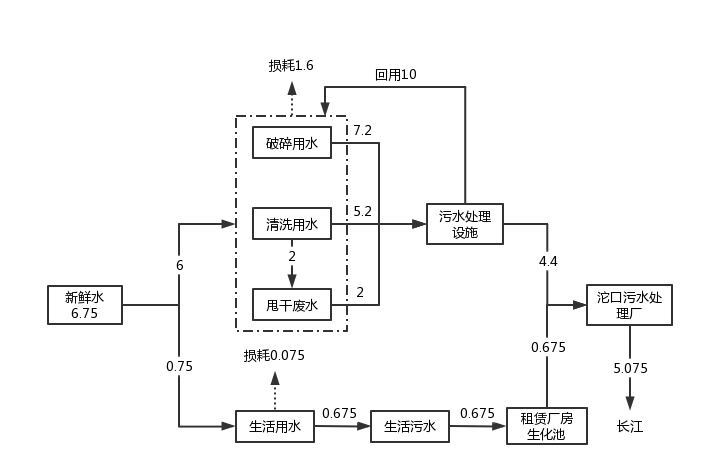 损耗1.6
回用10
破碎用水
7.2
清洗用水
5.2
污水处理
设施
2
6
4.4
新鲜水
6.75
甩干废水
2
沱口污水处
理厂
0.675
损耗0.075
0.75
5.075
生活用水
0.675
生活污水
0.675
租赁厂房
生化池
长江